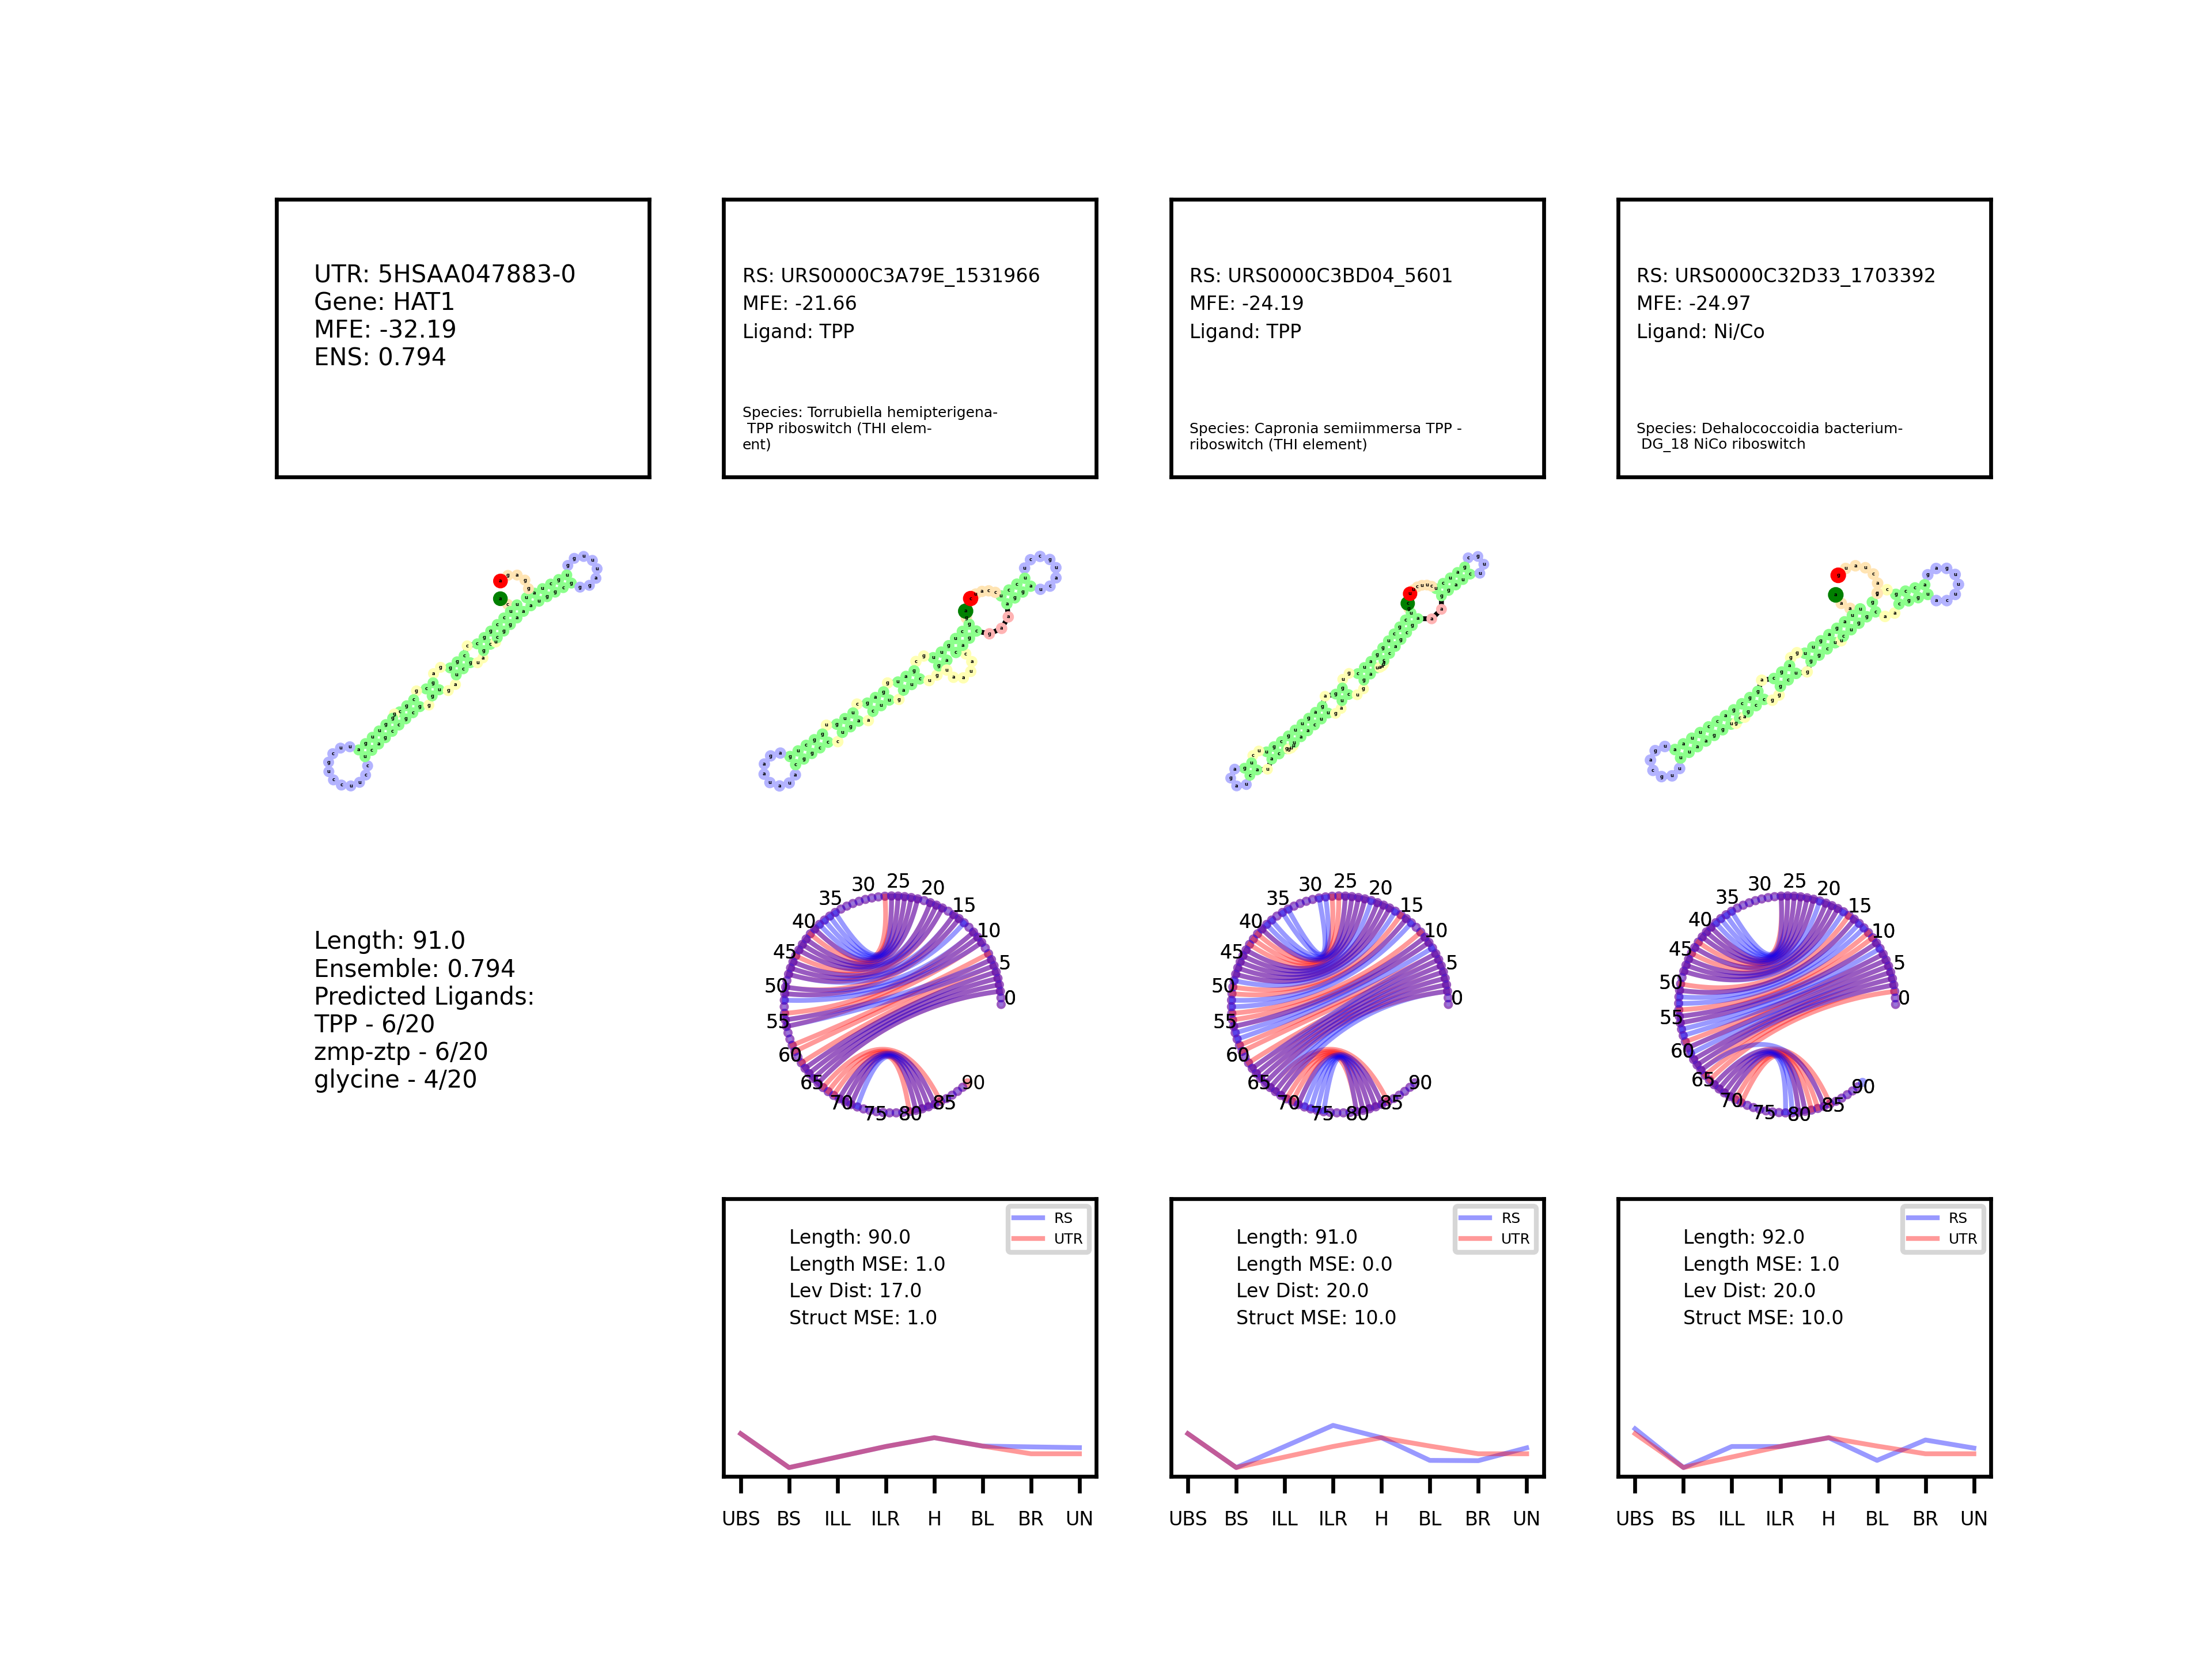 UTR: 5HSAA047883-0
Gene: HAT1
MFE: -32.19
ENS: 0.794
RS: URS0000C3A79E_1531966
MFE: -21.66
Ligand: TPP
Species: Torrubiella hemipterigena-
TPP riboswitch (THI elem-
ent)
RS: URS0000C3BD04_5601
MFE: -24.19
Ligand: TPP
Species: Capronia semiimmersa TPP -
riboswitch (THI element)
RS: URS0000C32D33_1703392
MFE: -24.97
Ligand: Ni/Co
Species: Dehalococcoidia bacterium-
DG_18 NiCo riboswitch
Length: 91.0
Ensemble: 0.794
Predicted Ligands:
TPP - 6/20
zmp-ztp - 6/20
glycine - 4/20
0
5
10
15
20
25
30
35
40
45
50
55
60
65
70
75
80
85
90
0
5
10
15
20
25
30
35
40
45
50
55
60
65
70
75
80
85
90
0
5
10
15
20
25
30
35
40
45
50
55
60
65
70
75
80
85
90
RS
UTR
Length: 90.0
Length MSE: 1.0
Lev Dist: 17.0
Struct MSE: 1.0
UBS BS ILL ILR H BL BR UN
RS
UTR
Length: 91.0
Length MSE: 0.0
Lev Dist: 20.0
Struct MSE: 10.0
UBS BS ILL ILR H BL BR UN
RS
UTR
Length: 92.0
Length MSE: 1.0
Lev Dist: 20.0
Struct MSE: 10.0
UBS BS ILL ILR H BL BR UN